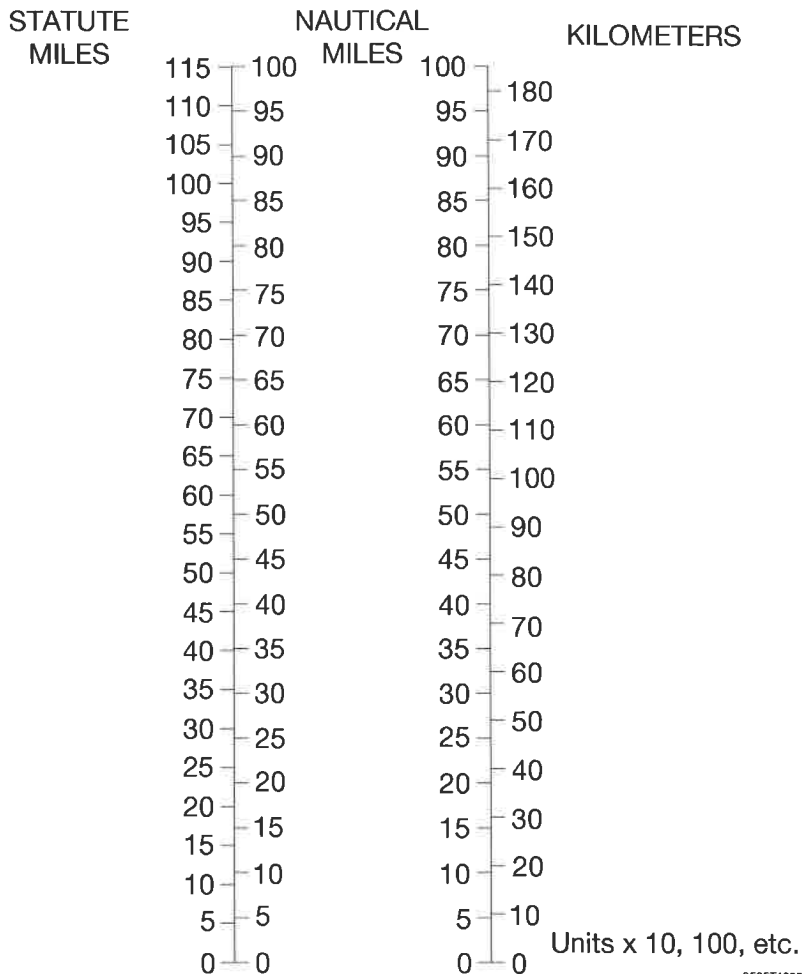 STATUTE MILES
NAUTICAL MILES
KILOMETERS
115 100 100
110 95 95 180
105 90 90 170
100 85 85 160
95 80 80 150
90 75 75 140
85 70 70 130
80 65 65 120
75 60 60 110
70 55 55 100
65 50 50 90
60 45 45 80
55 40 40 70
50 35 35 60
45 30 30 50
40 25 25 40
35 20 20 30
30 15 15 20
25 10 10 10
20 5 5 0
15 0 0
10
5
0
Units x 10, 100, etc.